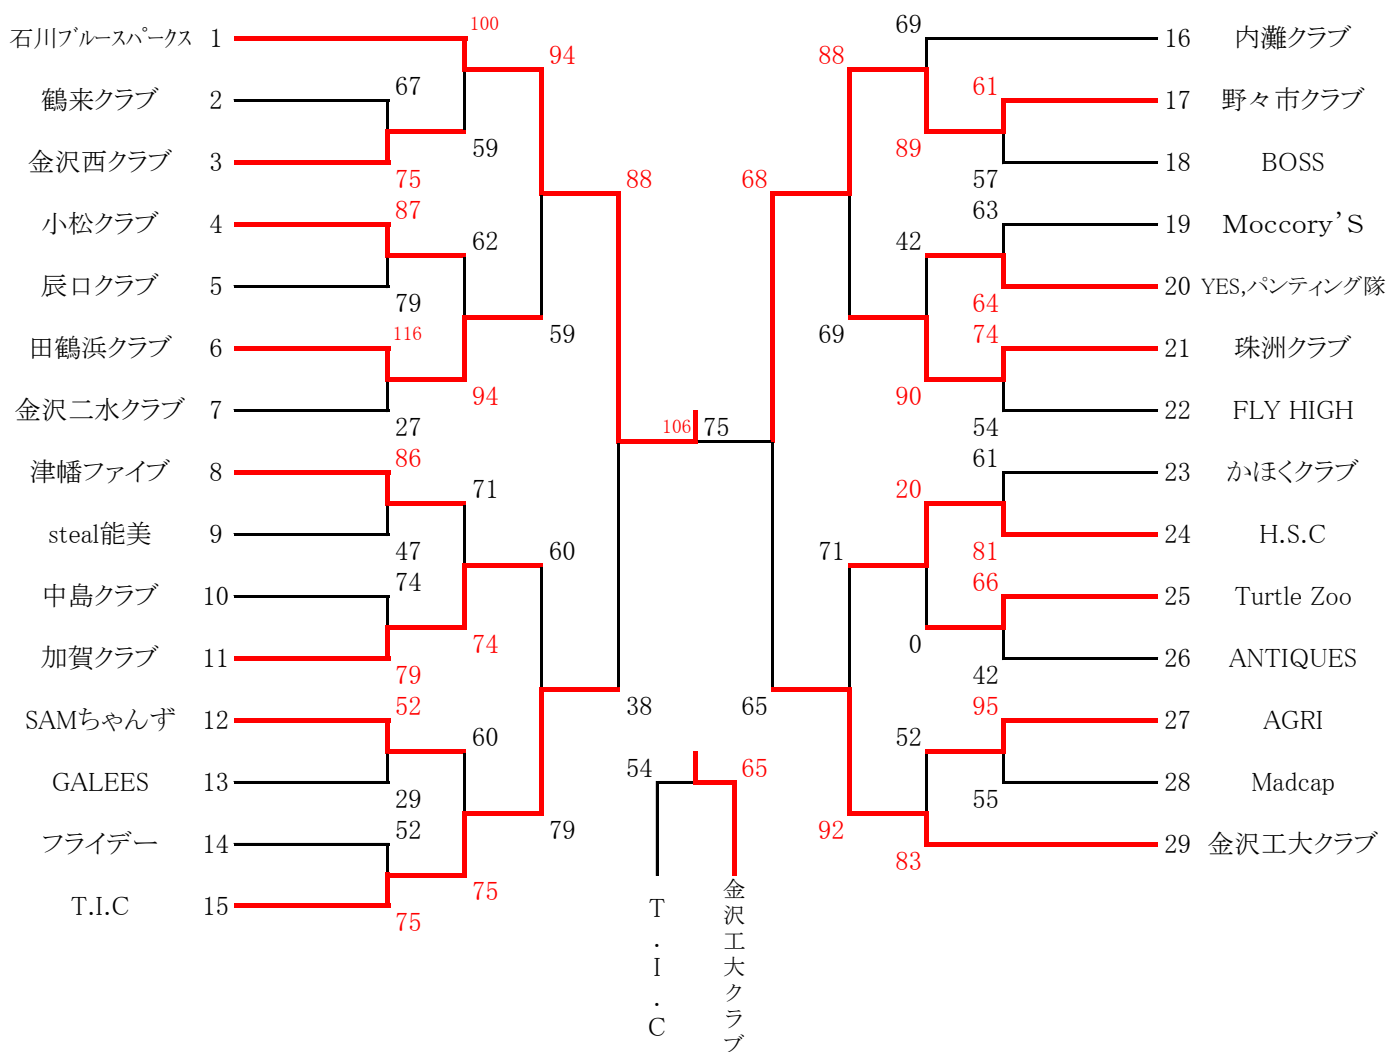 石川ブルースパークス 1
鶴来クラブ 2
金沢西クラブ 3
小松クラブ 4
辰口クラブ 5
田鶴浜クラブ 6
金沢二水クラブ 7
津幡ファイブ 8
steal能美 9
中島クラブ 10
加賀クラブ 11
SAMちゃんず 12
GALEES 13
フライデー 14
T.I.C 15
67
75
87
79
116
27
86
47
74
79
52
29
52
75
100
59
62
94
71
74
60
75
94
59
60
79
88
38
106
75
68
65
88
69
71
92
69
89
42
90
20
0
52
83
61
57
63
64
74
54
61
81
66
42
95
55
16 内灘クラブ
17 野々市クラブ
18 BOSS
19 Moccory’S
20 YES,パンティング隊
21 珠洲クラブ
22 FLY HIGH
23 かほくクラブ
24 H.S.C
25 Turtle Zoo
26 ANTIQUES
27 AGRI
28 Madcap
29 金沢工大クラブ
54
65
T.I.C
金沢工大クラブ